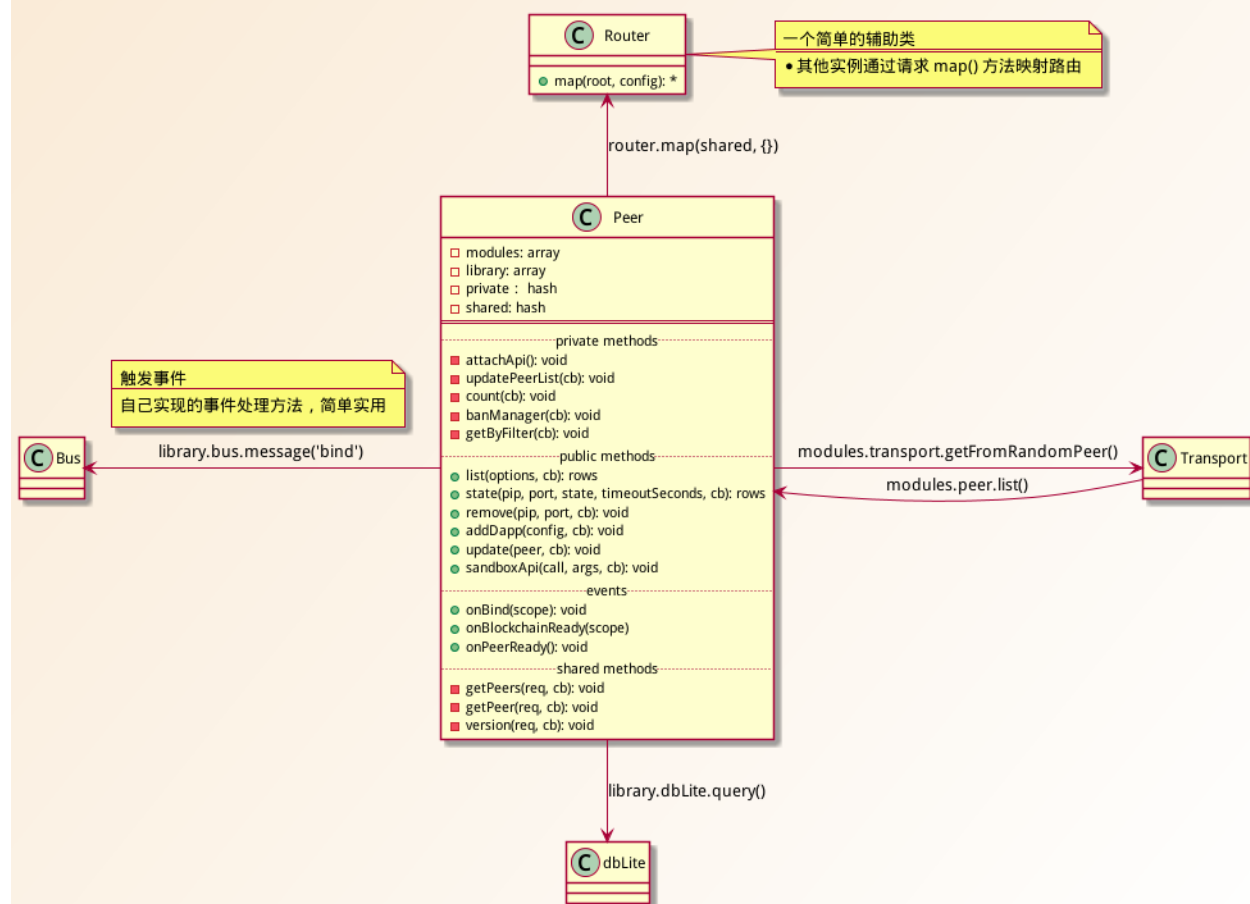 C Router
map(root, config): *
一个简单的辅助类
•其他实例通过请求 map() 方法映射路由
router.map(shared, {})
C Peer
modules: array
library: array
private： hash
shared: hash
private methods
attachApi(): void
updatePeerList(cb): void
count(cb): void
banManager(cb): void
getByFilter(cb): void
public methods
list(options, cb): rows
state(pip, port, state, timeoutSeconds, cb): rows
remove(pip, port, cb): void
addDapp(config, cb): void
update(peer, cb): void
sandboxApi(call, args, cb): void
events
onBind(scope): void
onBlockchainReady(scope)
onPeerReady(): void
shared methods
getPeers(req, cb): void
getPeer(req, cb): void
version(req, cb): void
触发事件
自己实现的事件处理方法，简单实用
library.bus.message('bind')
C Bus
modules.transport.getFromRandomPeer()
modules.peer.list()
C Transport
library.dbLite.query()
C dbLite